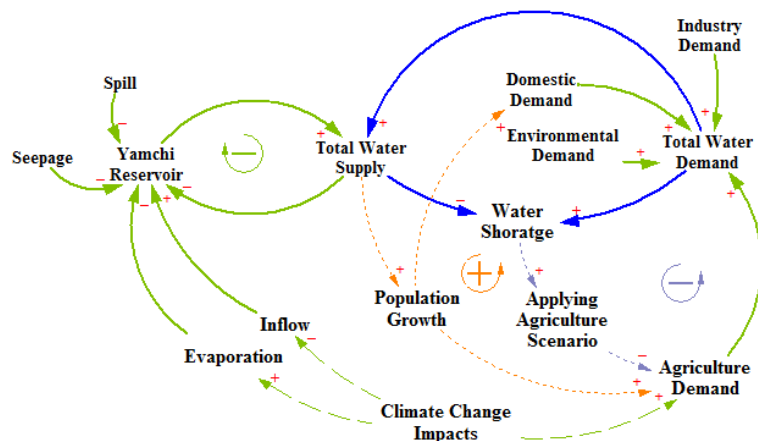 Industry
Demand
Domestic
Demand
Spill
Environmental
Demand
Total Water
Demand
Seepage
Yamchi
Reservoir
Total Water
Supply
Water
Shoratge
Population
Growth
Applying
Agriculture
Scenario
Inflow
Evaporation
Agriculture
Demand
Climate Change
Impacts